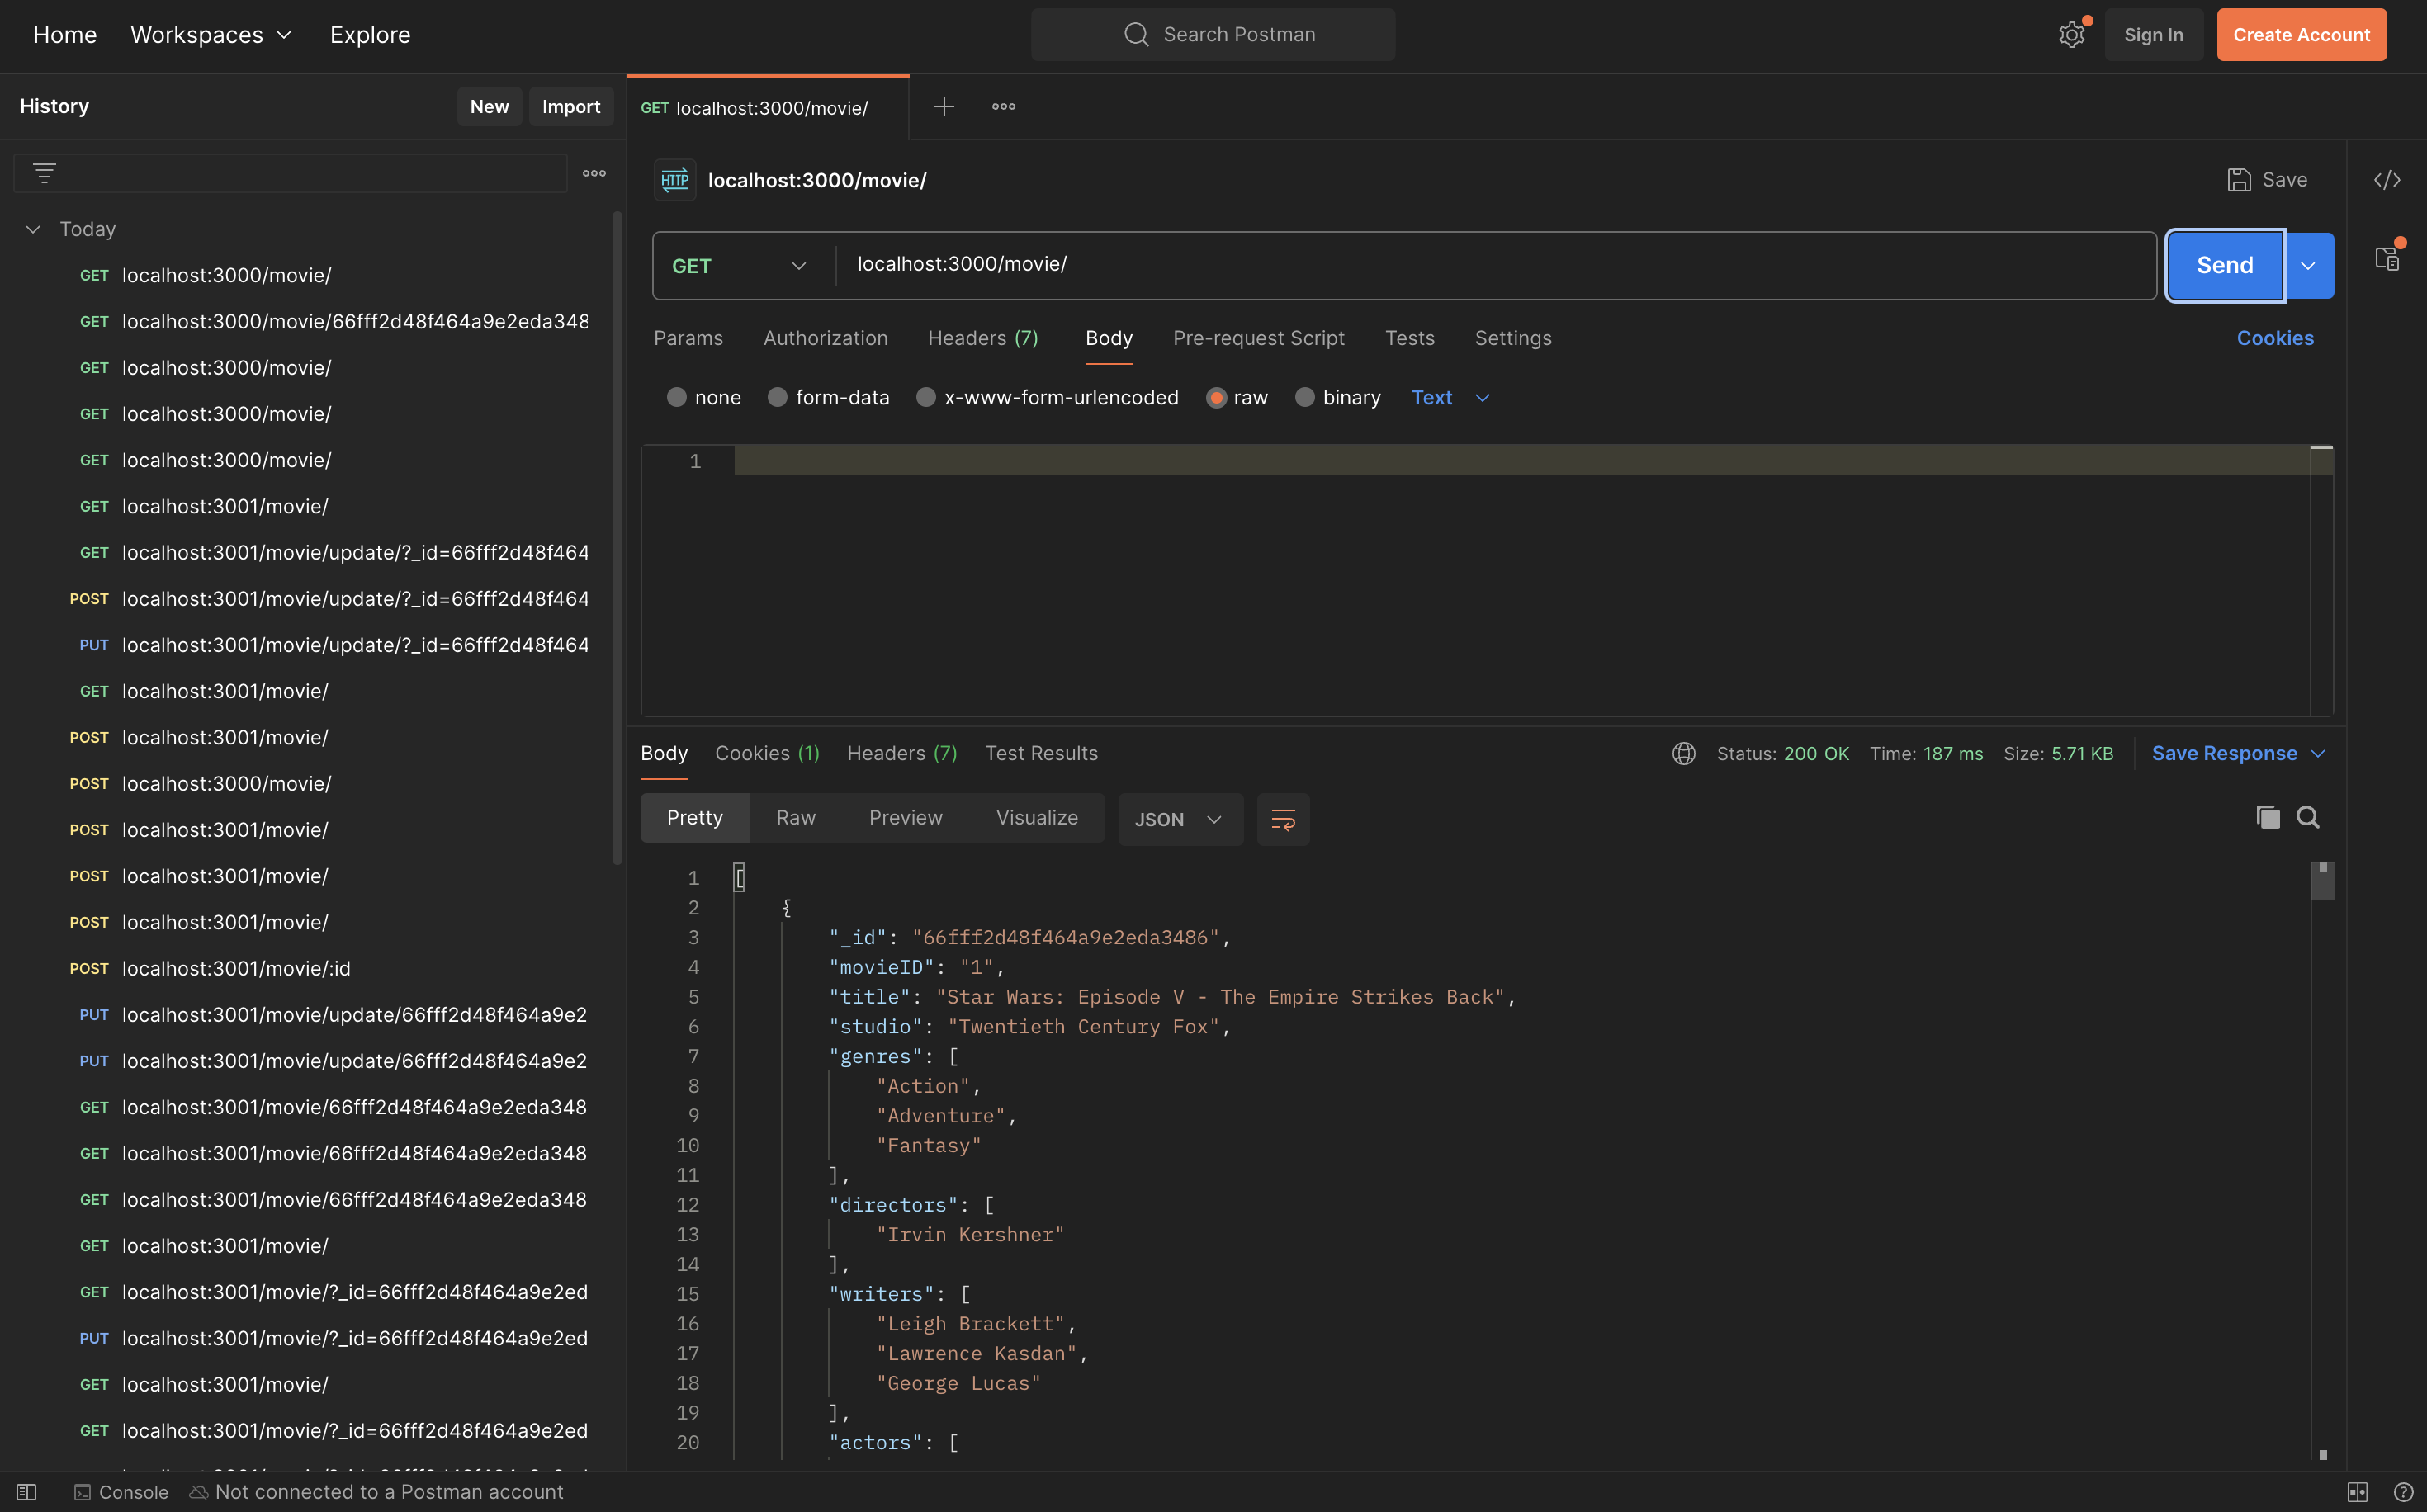 Home Workspaces Explore Search Postman Sign In Create Account
History New Import
GET localhost:3000/movie/
HTTP localhost:3000/movie/ Save
Today
GET localhost:3000/movie/
GET localhost:3000/movie/66fff2d48f464a9e2eda348
GET localhost:3000/movie/
GET localhost:3000/movie/
GET localhost:3000/movie/
GET localhost:3001/movie/
GET localhost:3001/movie/update/?_id=66fff2d48f464
POST localhost:3001/movie/update/?_id=66fff2d48f464
PUT localhost:3001/movie/update/?_id=66fff2d48f464
GET localhost:3001/movie/
POST localhost:3001/movie/
POST localhost:3000/movie/
POST localhost:3001/movie/
POST localhost:3001/movie/
POST localhost:3001/movie/
POST localhost:3001/movie/:id
PUT localhost:3001/movie/update/66fff2d48f464a9e2
PUT localhost:3001/movie/update/66fff2d48f464a9e2
GET localhost:3001/movie/66fff2d48f464a9e2eda348
GET localhost:3001/movie/66fff2d48f464a9e2eda348
GET localhost:3001/movie/66fff2d48f464a9e2eda348
GET localhost:3001/movie/
GET localhost:3001/movie/?_id=66fff2d48f464a9e2ed
PUT localhost:3001/movie/?_id=66fff2d48f464a9e2ed
GET localhost:3001/movie/
GET localhost:3001/movie/?_id=66fff2d48f464a9e2ed
GET localhost:3000/movie/ Send
Params Authorization Headers (7) Body Pre-request Script Tests Settings Cookies
none form-data x-www-form-urlencoded raw binary Text
1
Body Cookies (1) Headers (7) Test Results Status: 200 OK Time: 187 ms Size: 5.71 KB Save Response
Pretty Raw Preview Visualize JSON
1 [
2 {
3 "_id": "66fff2d48f464a9e2eda3486",
4 "movieID": "1",
5 "title": "Star Wars: Episode V - The Empire Strikes Back",
6 "studio": "Twentieth Century Fox",
7 "genres": [
8 "Action",
9 "Adventure",
10 "Fantasy"
11 ],
12 "directors": [
13 "Irvin Kershner"
14 ],
15 "writers": [
16 "Leigh Brackett",
17 "Lawrence Kasdan",
18 "George Lucas"
19 ],
20 "actors": [
Console Not connected to a Postman account